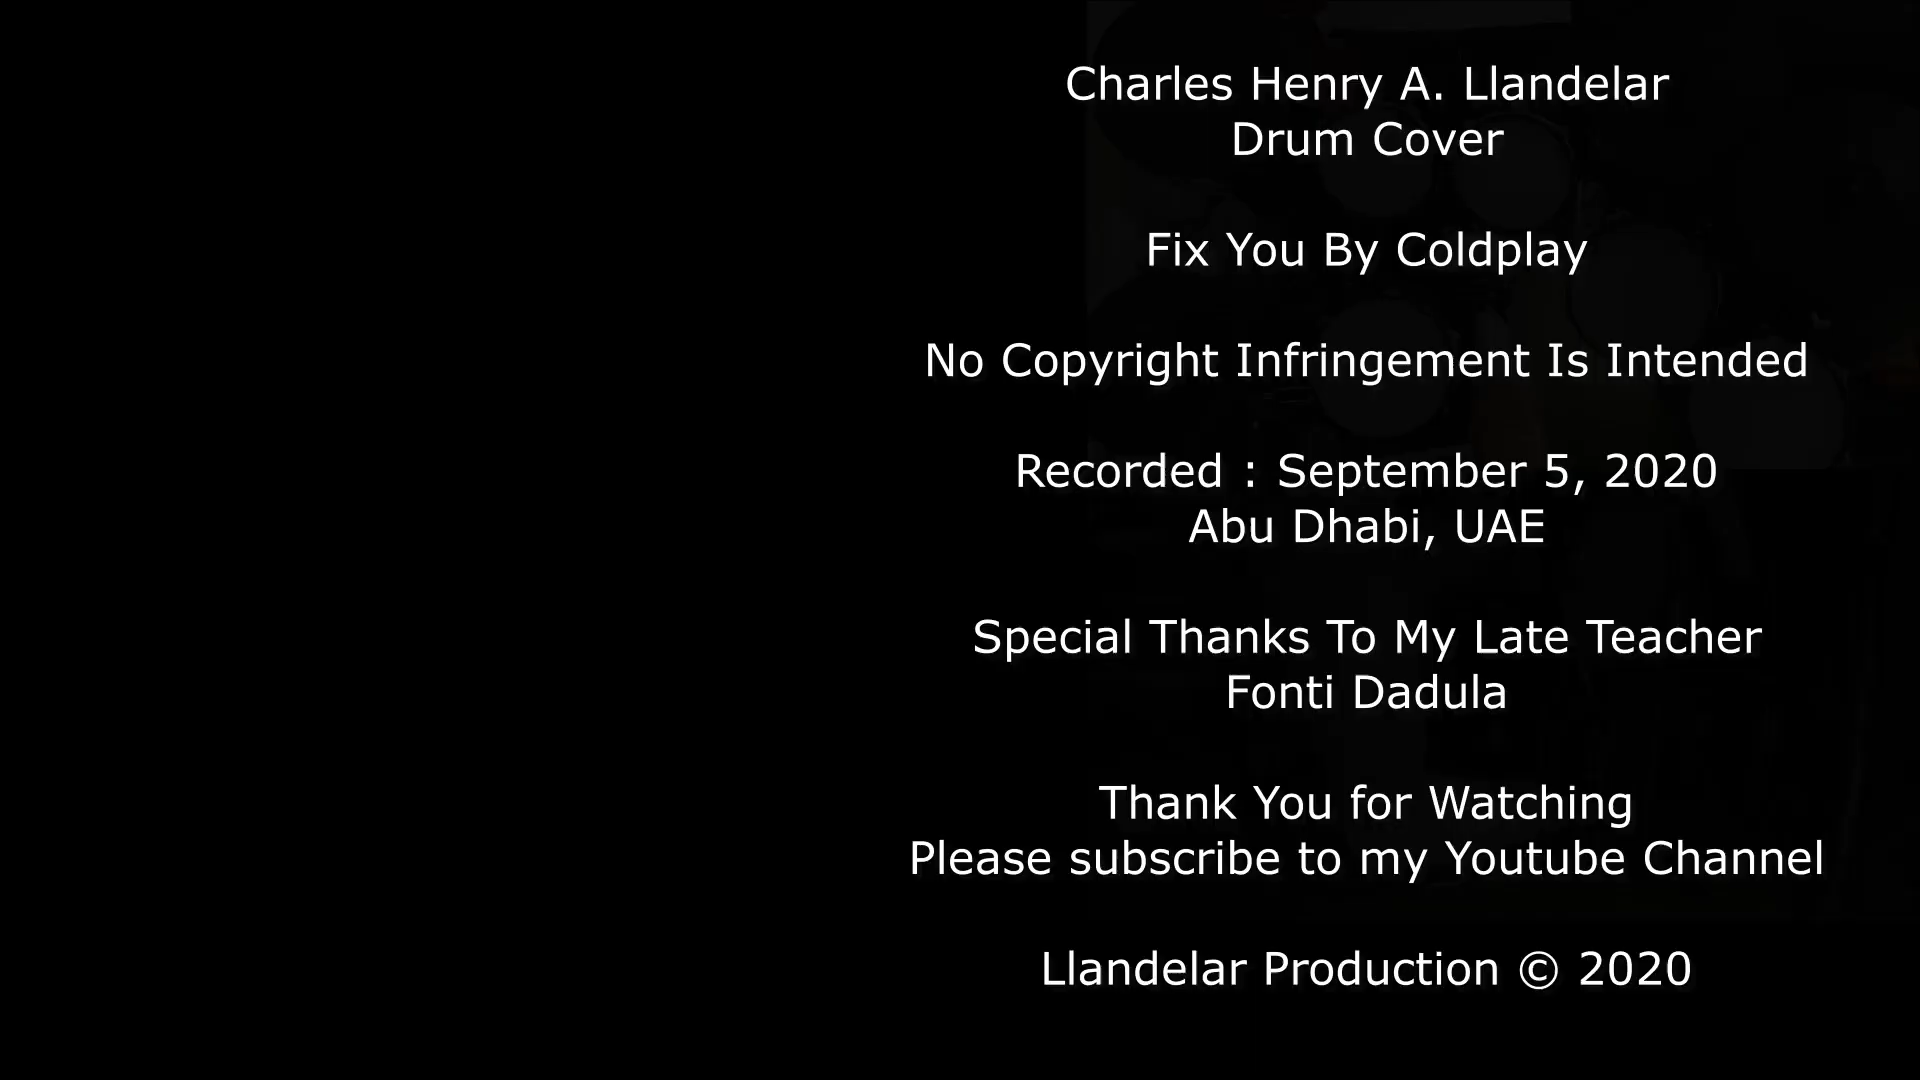 Charles Henry A. Llandelar
Drum Cover
Fix You By Coldplay
No Copyright Infringement Is Intended
Recorded : September 5, 2020
Abu Dhabi, UAE
Special Thanks To My Late Teacher
Fonti Dadula
Thank You for Watching
Please subscribe to my Youtube Channel
Llandelar Production © 2020